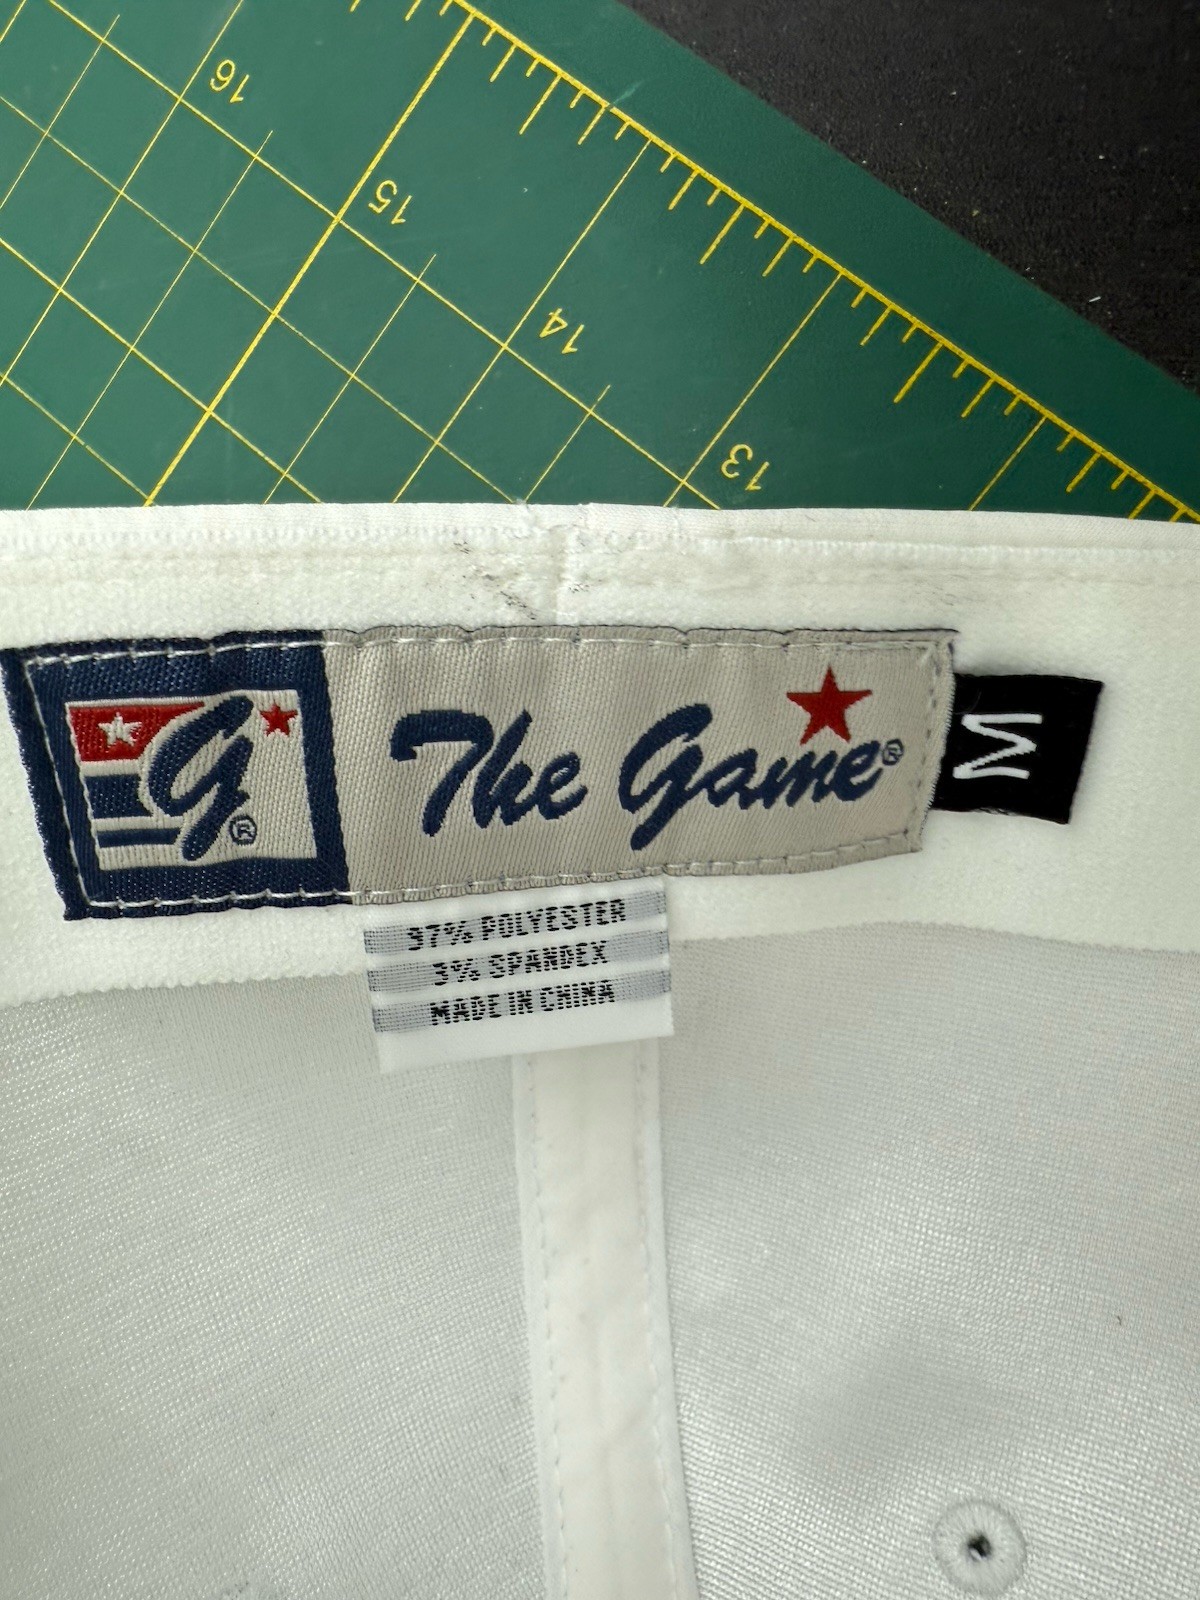 16
15
14
13
g®
The Game®
M
97% POLYESTER
3% SPANDEX
MADE IN CHINA